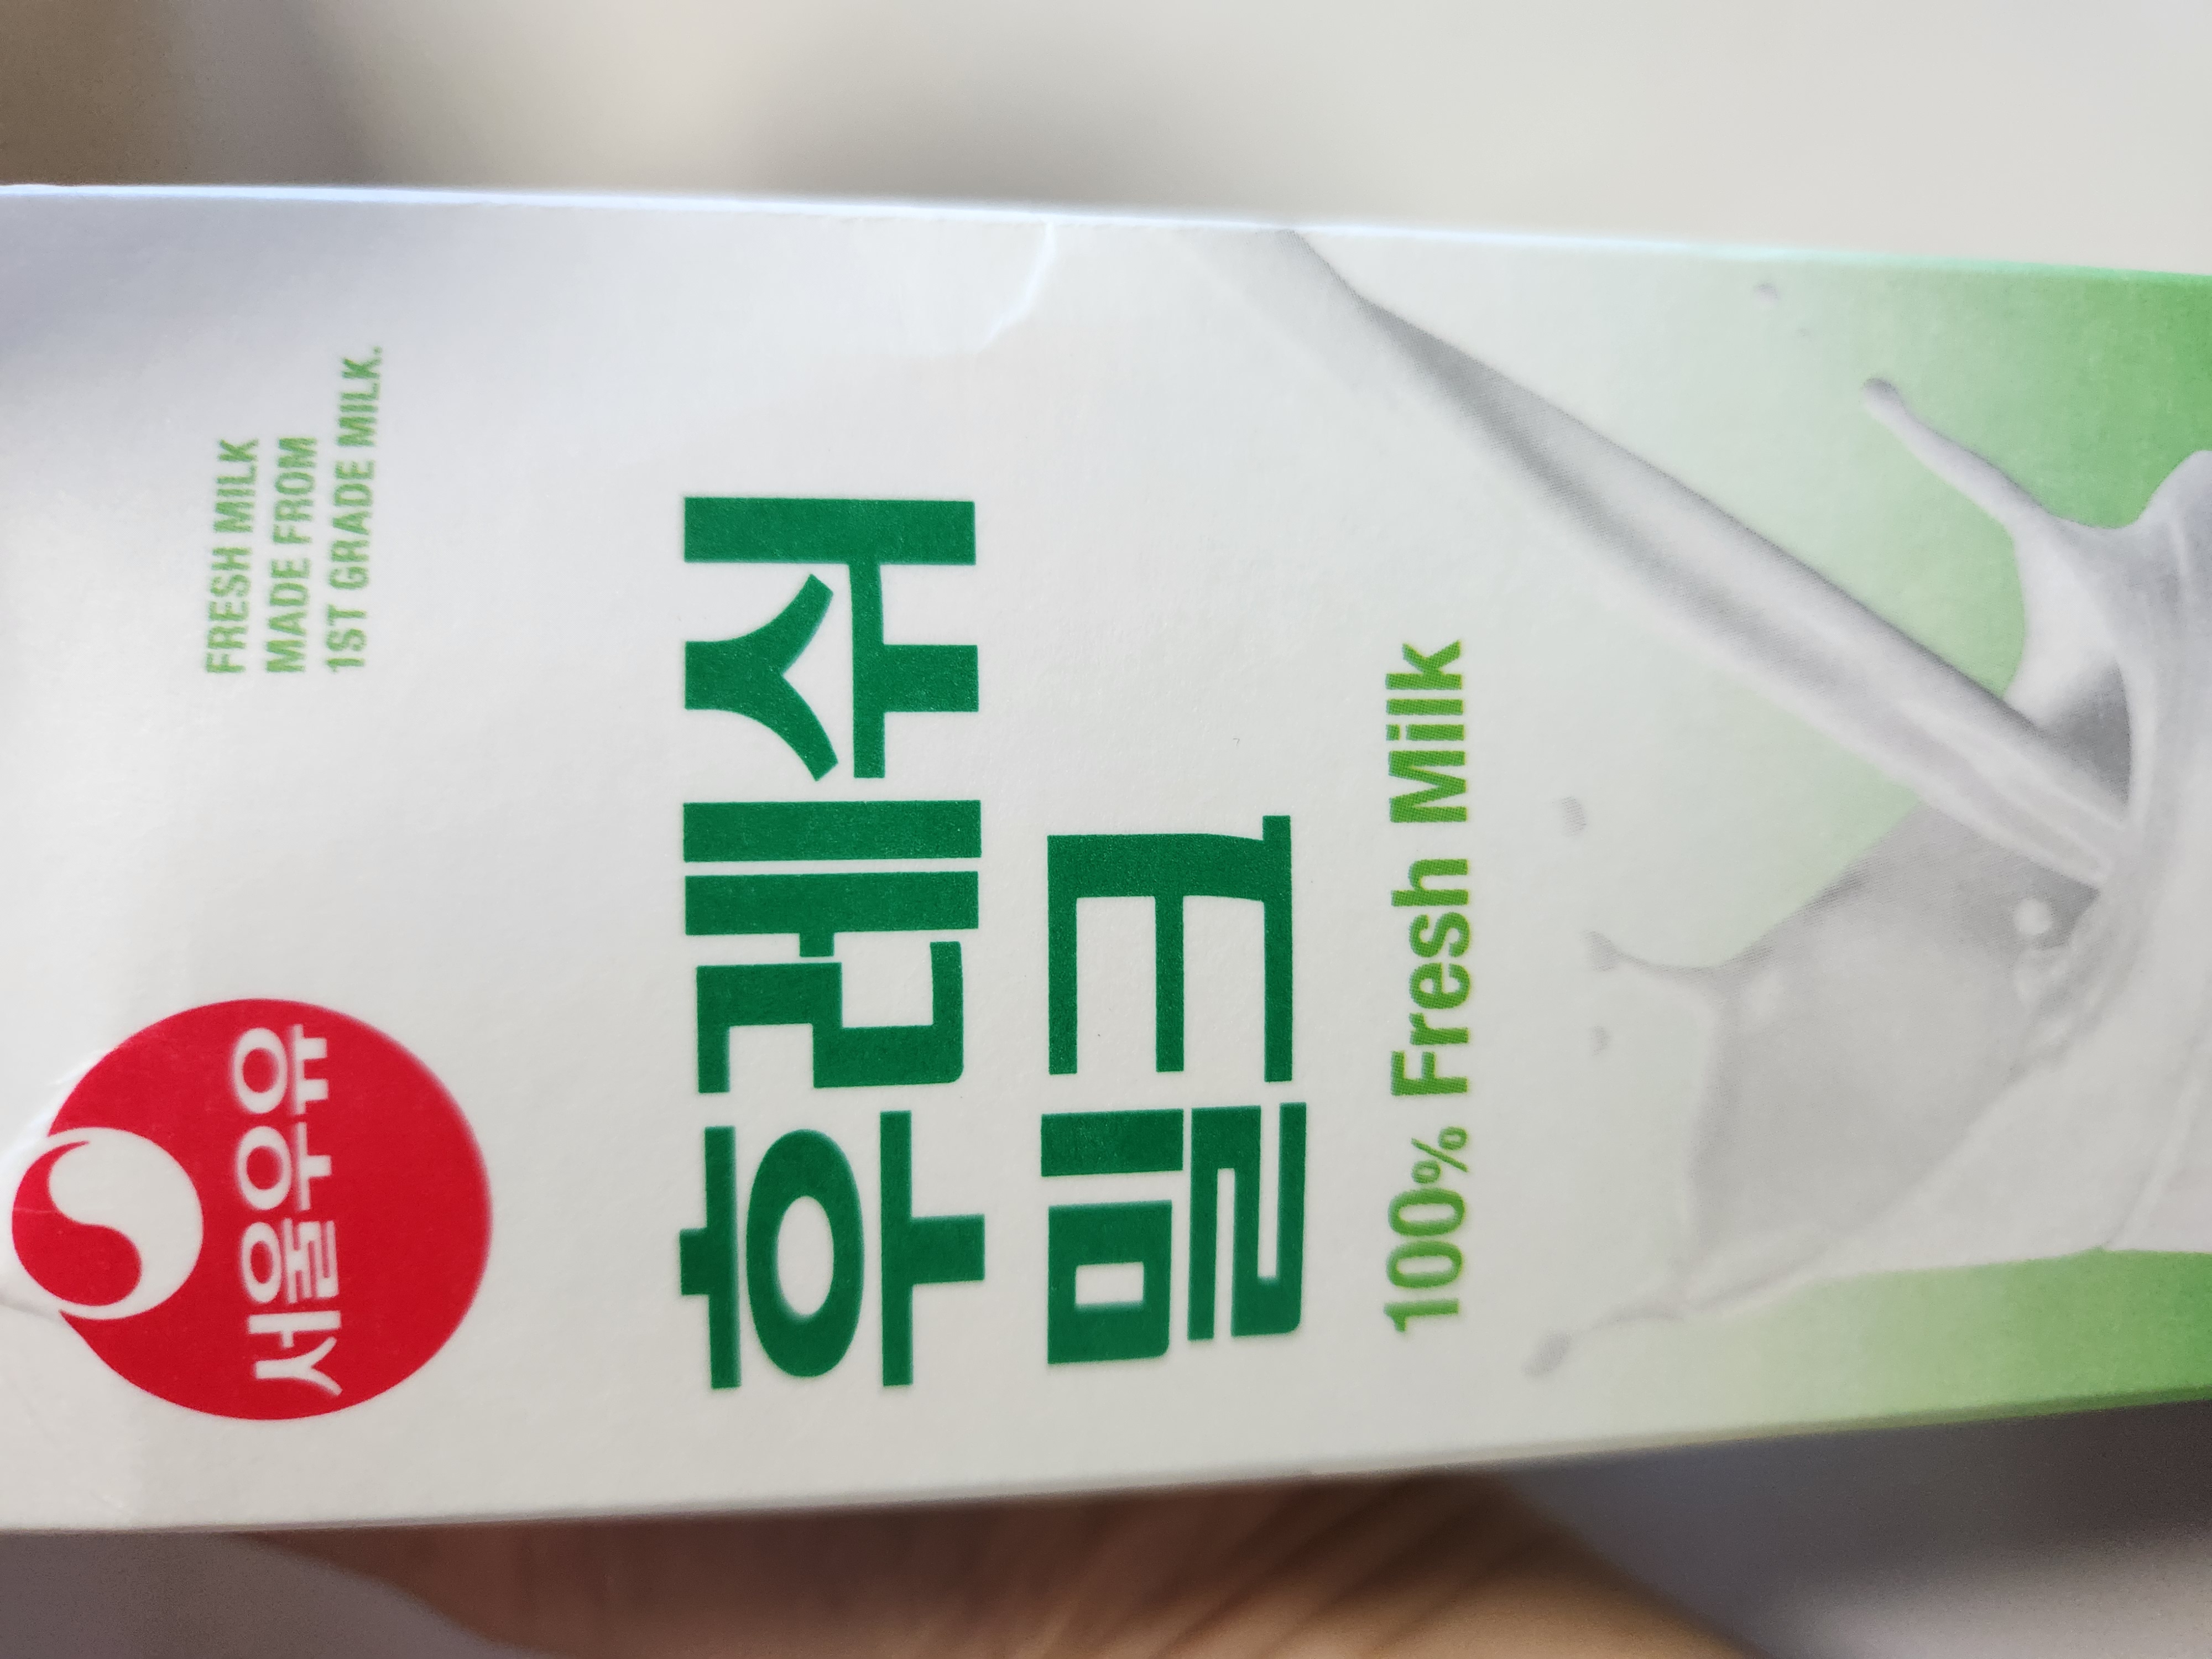 서울우유
FRESH MILK
MADE FROM
1ST GRADE MILK.
후레쉬
밀크
100% Fresh Milk